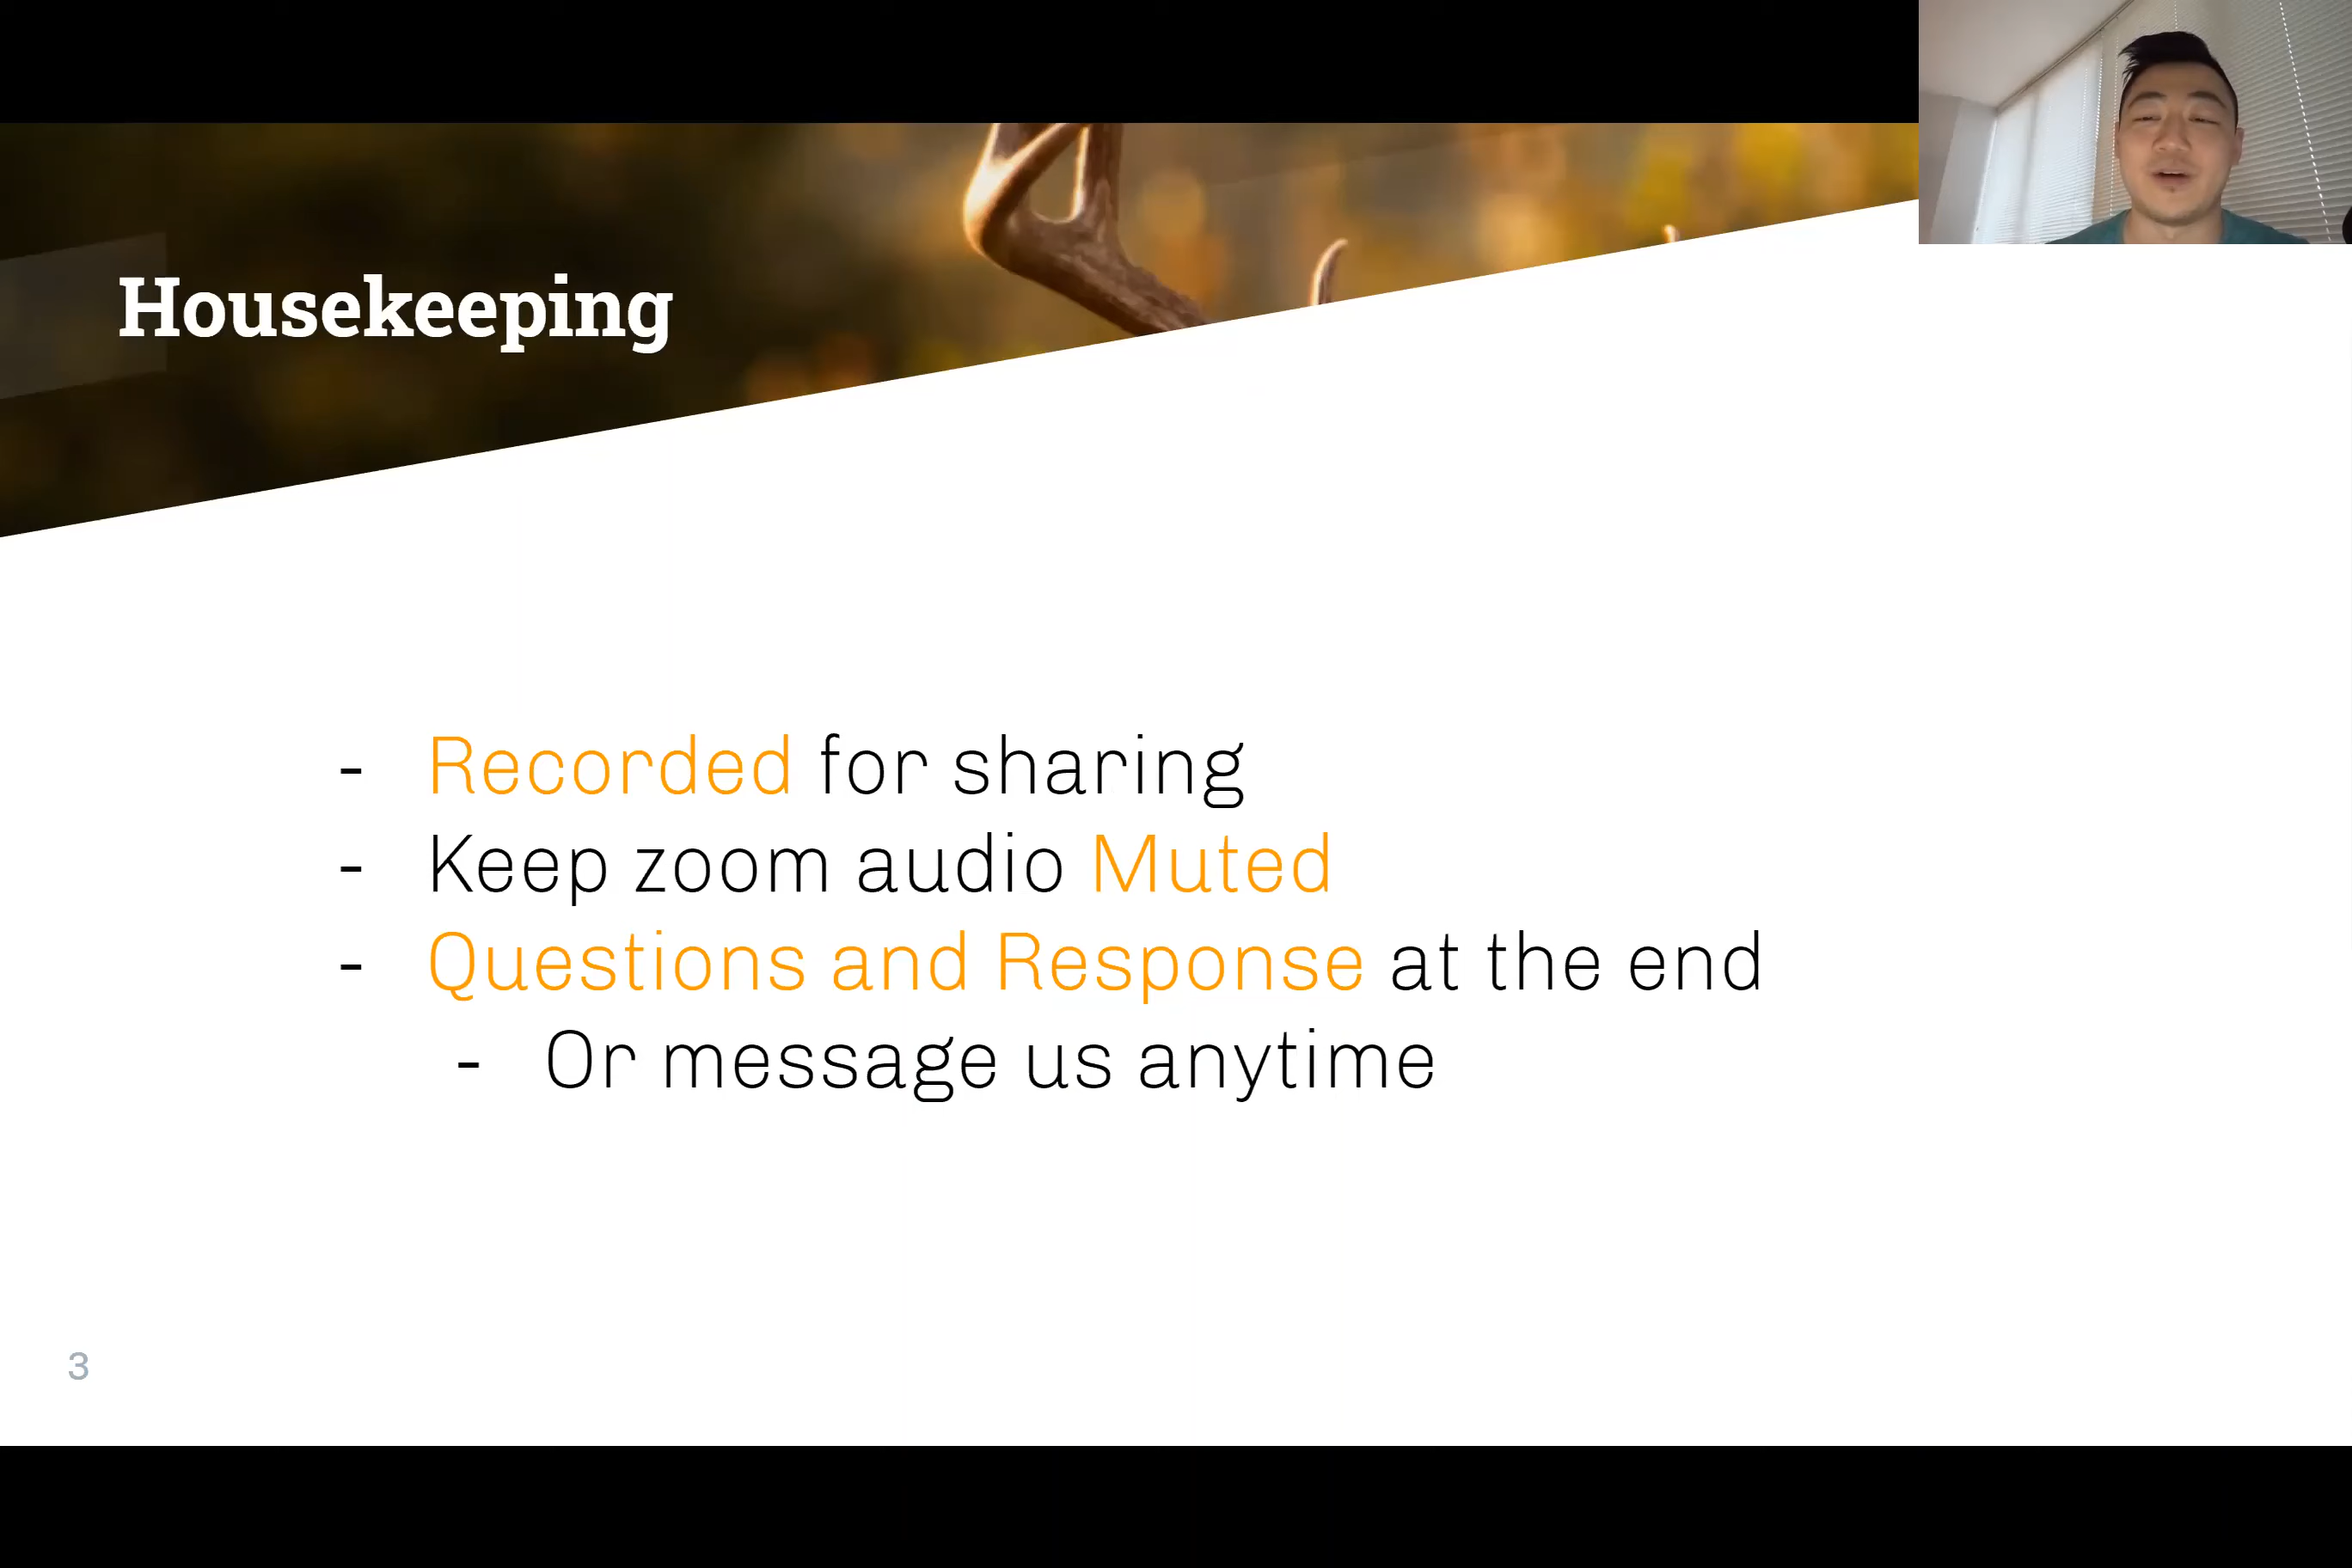 Housekeeping
- Recorded for sharing
- Keep zoom audio Muted
- Questions and Response at the end
- Or message us anytime
3